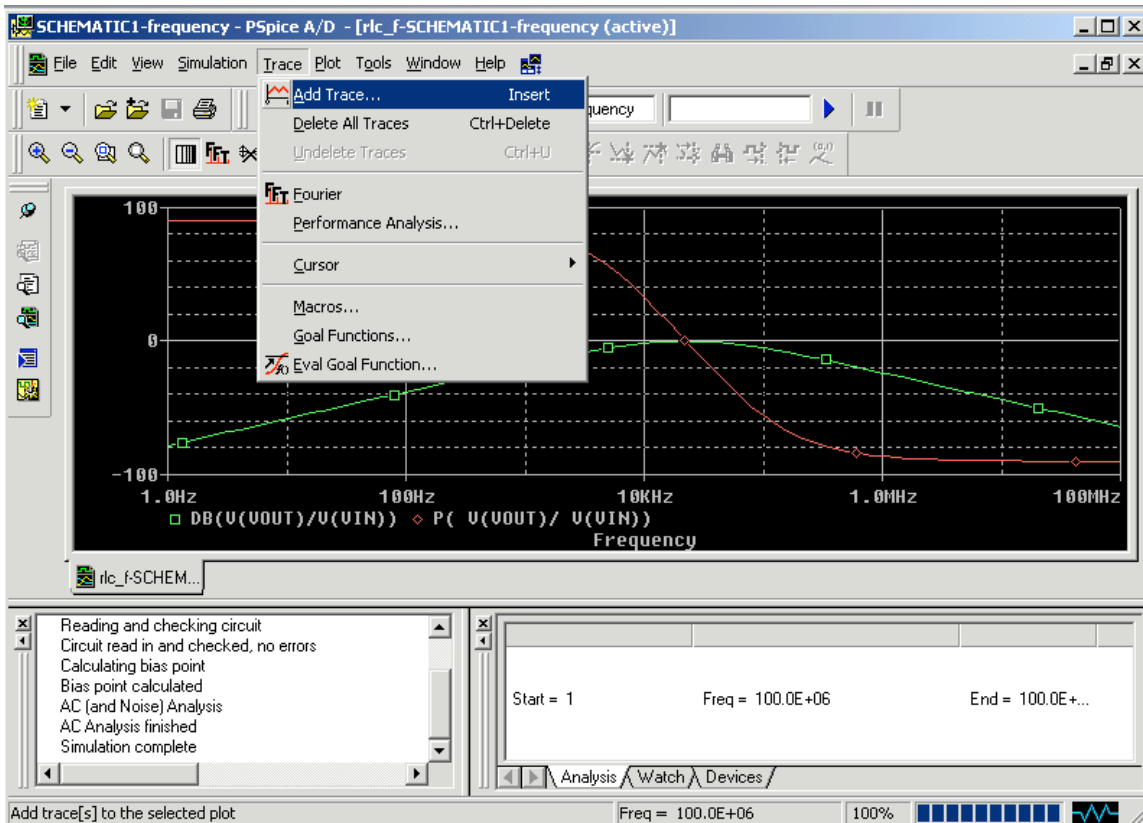 SCHEMATIC1-frequency - PSpice A/D - [rlc_f-SCHEMATIC1-frequency (active)]
File Edit View Simulation Trace Plot Tools Window Help
Add Trace... Insert
Delete All Traces Ctrl+Delete
Undelete Traces Ctrl+U
FFT Fourier
Performance Analysis...
Cursor
Macros...
Goal Functions...
Eval Goal Function...
quency
FFT
100
0
-100
1.0Hz 100Hz 10KHz 1.0MHz 100MHz
DB(V(VOUT)/V(VIN)) P( V(VOUT)/ V(VIN))
Frequency
rlc_f-SCHEM...
Reading and checking circuit
Circuit read in and checked, no errors
Calculating bias point
Bias point calculated
AC (and Noise) Analysis
AC Analysis finished
Simulation complete
Start = 1 Freq = 100.0E+06 End = 100.0E+...
Analysis Watch Devices
Add trace[s] to the selected plot Freq = 100.0E+06 100%